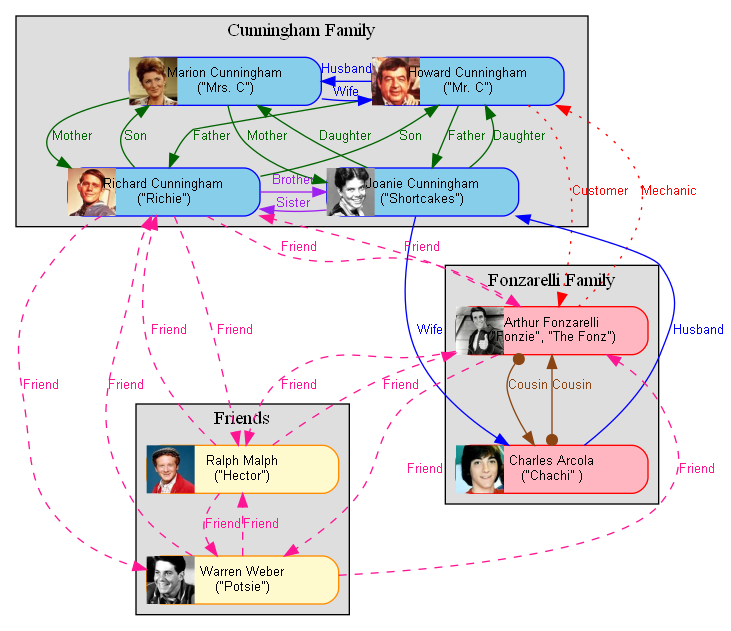 Cunningham Family
Marion Cunningham
("Mrs. C")
Husband
Wife
Howard Cunningham
("Mr. C")
Mother
Son
Father
Mother
Daughter
Son
Father
Daughter
Richard Cunningham
("Richie")
Brother
Sister
Joanie Cunningham
("Shortcakes")
Customer
Mechanic
Friend
Friend
Fonzarelli Family
Arthur Fonzarelli
("Fonzie", "The Fonz")
Friend
Friend
Wife
Husband
Friend
Friend
Friend
Friend
Cousin
Cousin
Friends
Ralph Malph
("Hector")
Friend
Charles Arcola
("Chachi" )
Friend
Friend
Friend
Warren Weber
("Potsie")